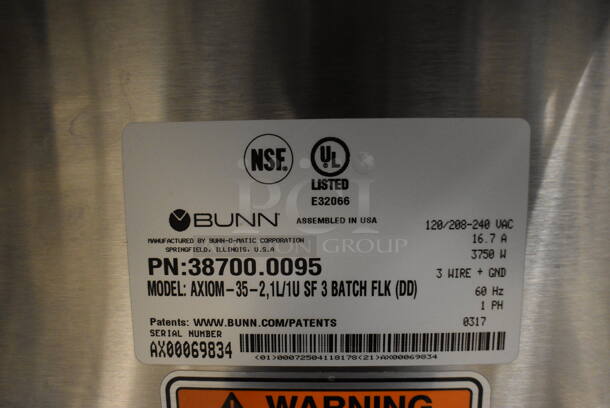 NSF.
UL
LISTED
E32066
BUNN
ASSEMBLED IN USA
MANUFACTURED BY BUNN-O-MATIC CORPORATION
SPRINGFIELD, ILLINOIS, U.S.A
PN:38700.0095
MODEL: AXIOM-35-2,1L/1U SF 3 BATCH FLK (DD)
120/208-240 VAC
16.7 A
3750 W
3 WIRE + GND
60 Hz
1 PH
0317
Patents: WWW.BUNN.COM/PATENTS
SERIAL NUMBER
AX00069834
(01)00072504118178(21)AX00069834
WARNING
PCI
GROUP